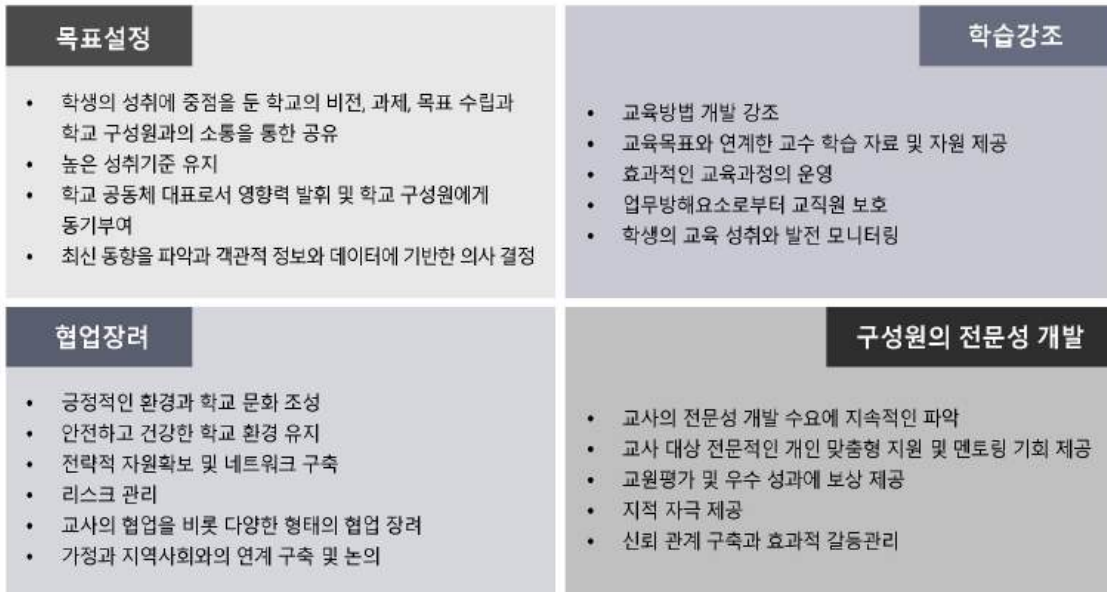 목표설정
• 학생의 성취에 중점을 둔 학교의 비전, 과제, 목표 수립과
학교 구성원과의 소통을 통한 공유
• 높은 성취기준 유지
• 학교 공동체 대표로서 영향력 발휘 및 학교 구성원에게
동기부여
• 최신 동향을 파악과 객관적 정보와 데이터에 기반한 의사 결정
학습강조
• 교육방법 개발 강조
• 교육목표와 연계한 교수 학습 자료 및 자원 제공
• 효과적인 교육과정의 운영
• 업무방해요소로부터 교직원 보호
• 학생의 교육 성취와 발전 모니터링
협업장려
• 긍정적인 환경과 학교 문화 조성
• 안전하고 건강한 학교 환경 유지
• 전략적 자원확보 및 네트워크 구축
• 리스크 관리
• 교사의 협업을 비롯 다양한 형태의 협업 장려
• 가정과 지역사회와의 연계 구축 및 논의
구성원의 전문성 개발
• 교사의 전문성 개발 수요에 지속적인 파악
• 교사 대상 전문적인 개인 맞춤형 지원 및 멘토링 기회 제공
• 교원평가 및 우수 성과에 보상 제공
• 지적 자극 제공
• 신뢰 관계 구축과 효과적 갈등관리